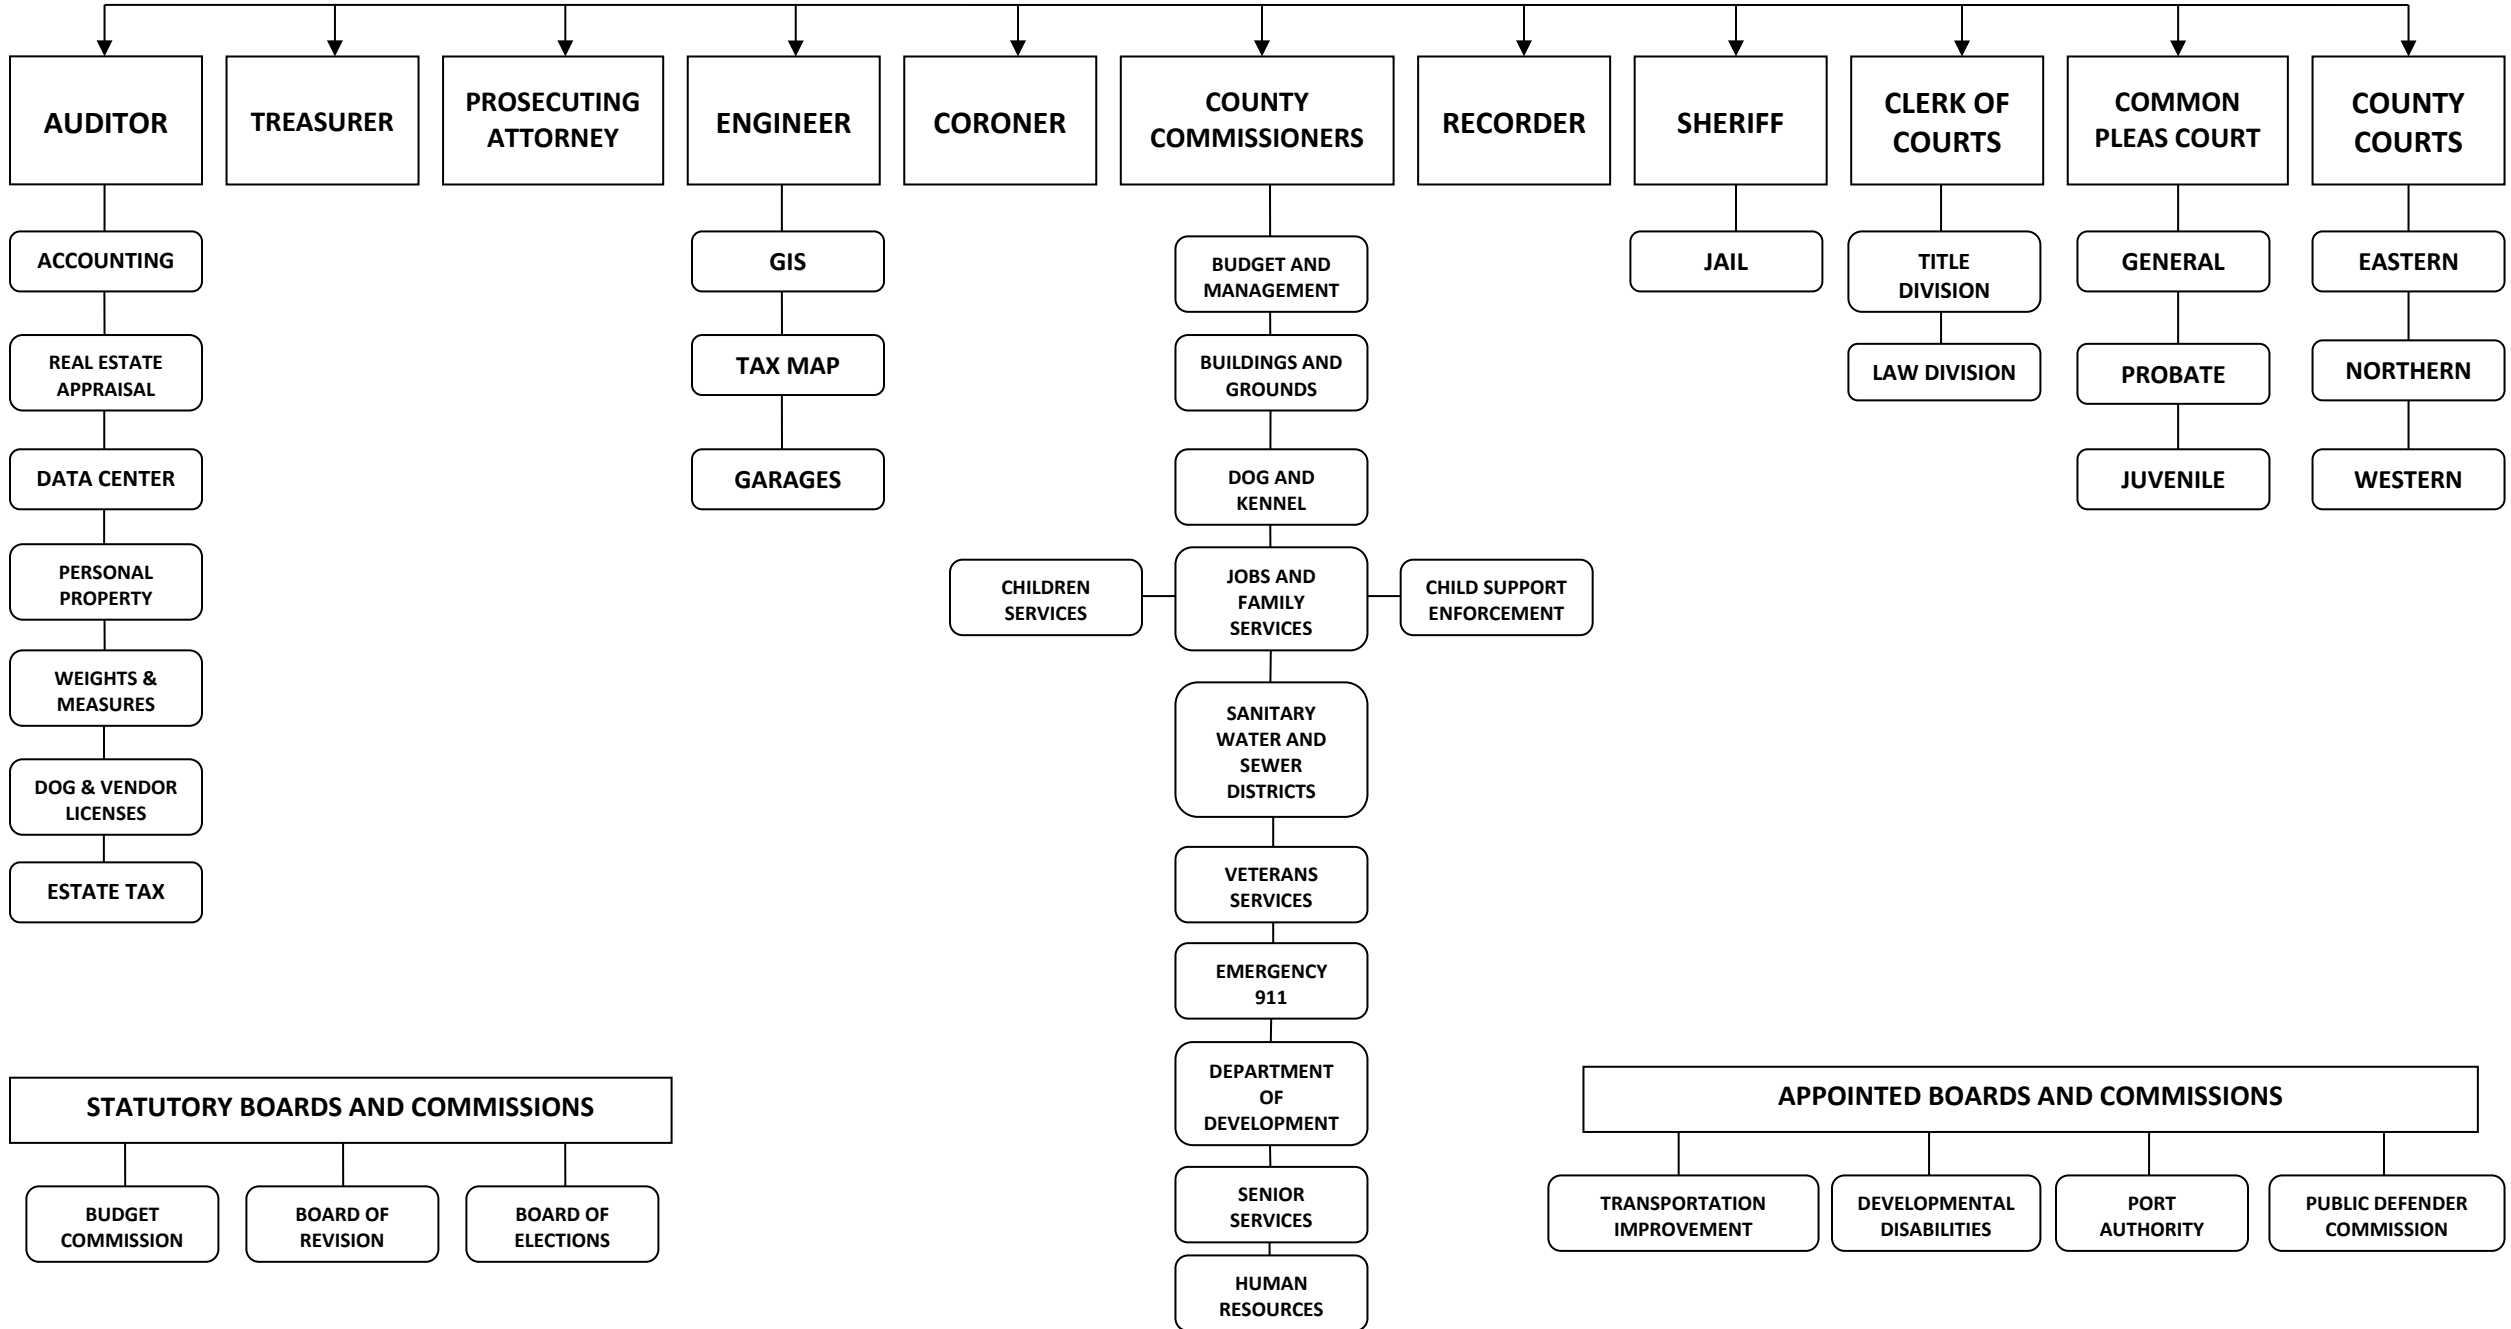 AUDITOR
TREASURER
PROSECUTING
ATTORNEY
ENGINEER
CORONER
COUNTY
COMMISSIONERS
RECORDER
SHERIFF
CLERK OF
COURTS
COMMON
PLEAS COURT
COUNTY
COURTS
ACCOUNTING
REAL ESTATE
APPRAISAL
DATA CENTER
PERSONAL
PROPERTY
WEIGHTS &
MEASURES
DOG & VENDOR
LICENSES
ESTATE TAX
GIS
TAX MAP
GARAGES
BUDGET AND
MANAGEMENT
BUILDINGS AND
GROUNDS
DOG AND
KENNEL
CHILDREN
SERVICES
JOBS AND
FAMILY
SERVICES
CHILD SUPPORT
ENFORCEMENT
SANITARY
WATER AND
SEWER
DISTRICTS
VETERANS
SERVICES
EMERGENCY
911
DEPARTMENT
OF
DEVELOPMENT
SENIOR
SERVICES
HUMAN
RESOURCES
JAIL
TITLE
DIVISION
LAW DIVISION
GENERAL
PROBATE
JUVENILE
EASTERN
NORTHERN
WESTERN
STATUTORY BOARDS AND COMMISSIONS
BUDGET
COMMISSION
BOARD OF
REVISION
BOARD OF
ELECTIONS
APPOINTED BOARDS AND COMMISSIONS
TRANSPORTATION
IMPROVEMENT
DEVELOPMENTAL
DISABILITIES
PORT
AUTHORITY
PUBLIC DEFENDER
COMMISSION